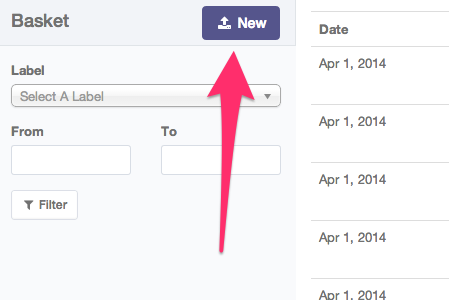 Basket
New
Label
Select A Label
From To
Filter
Date
Apr 1, 2014
Apr 1, 2014
Apr 1, 2014
Apr 1, 2014
Apr 1, 2014